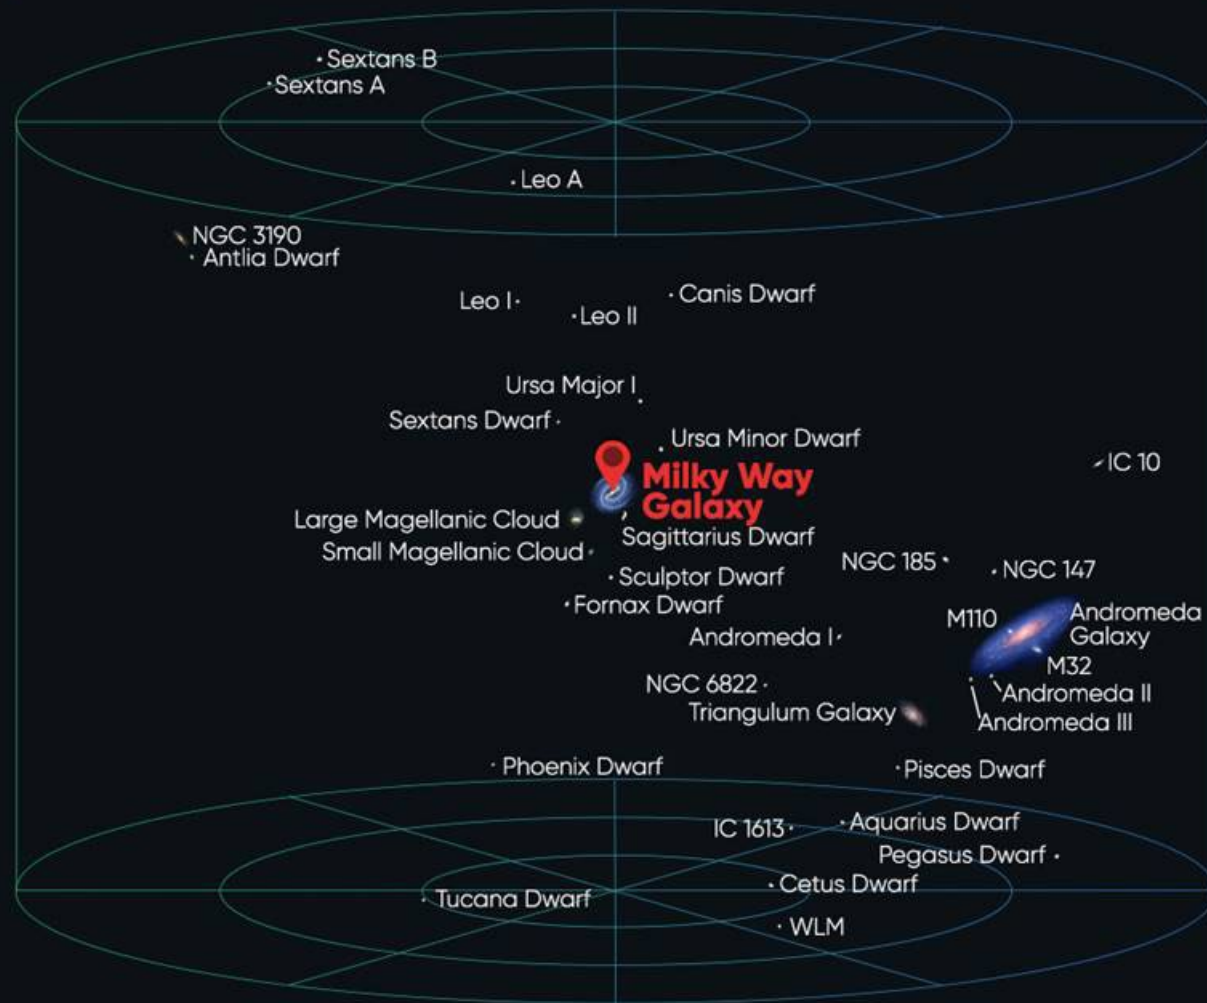 Sextans B
Sextans A
Leo A
NGC 3190
Antlia Dwarf
Leo I
Canis Dwarf
Leo II
Ursa Major I
Sextans Dwarf
Ursa Minor Dwarf
IC 10
Milky Way
Galaxy
Large Magellanic Cloud
Sagittarius Dwarf
Small Magellanic Cloud
NGC 185
NGC 147
Sculptor Dwarf
Fornax Dwarf
M110
Andromeda
Galaxy
Andromeda I
M32
NGC 6822
Andromeda II
Triangulum Galaxy
Andromeda III
Phoenix Dwarf
Pisces Dwarf
IC 1613
Aquarius Dwarf
Pegasus Dwarf
Cetus Dwarf
Tucana Dwarf
WLM